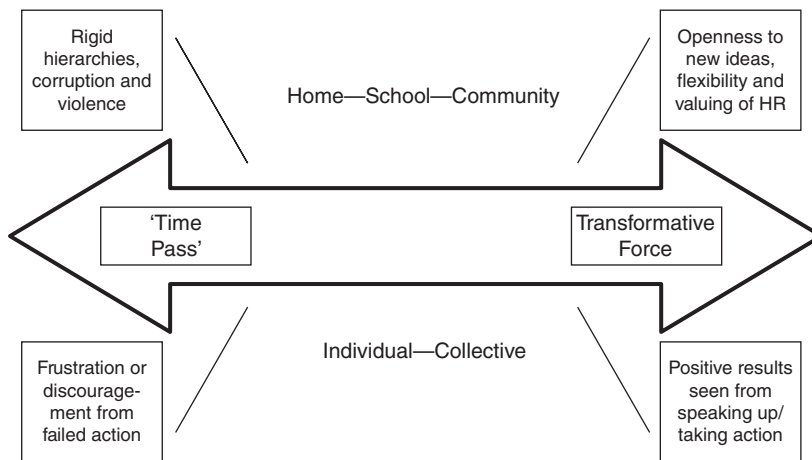 Rigid
hierarchies,
corruption and
violence
Home—School—Community
Openness to
new ideas,
flexibility and
valuing of HR
‘Time
Pass’
Transformative
Force
Frustration or
discourage-
ment from
failed action
Individual—Collective
Positive results
seen from
speaking up/
taking action